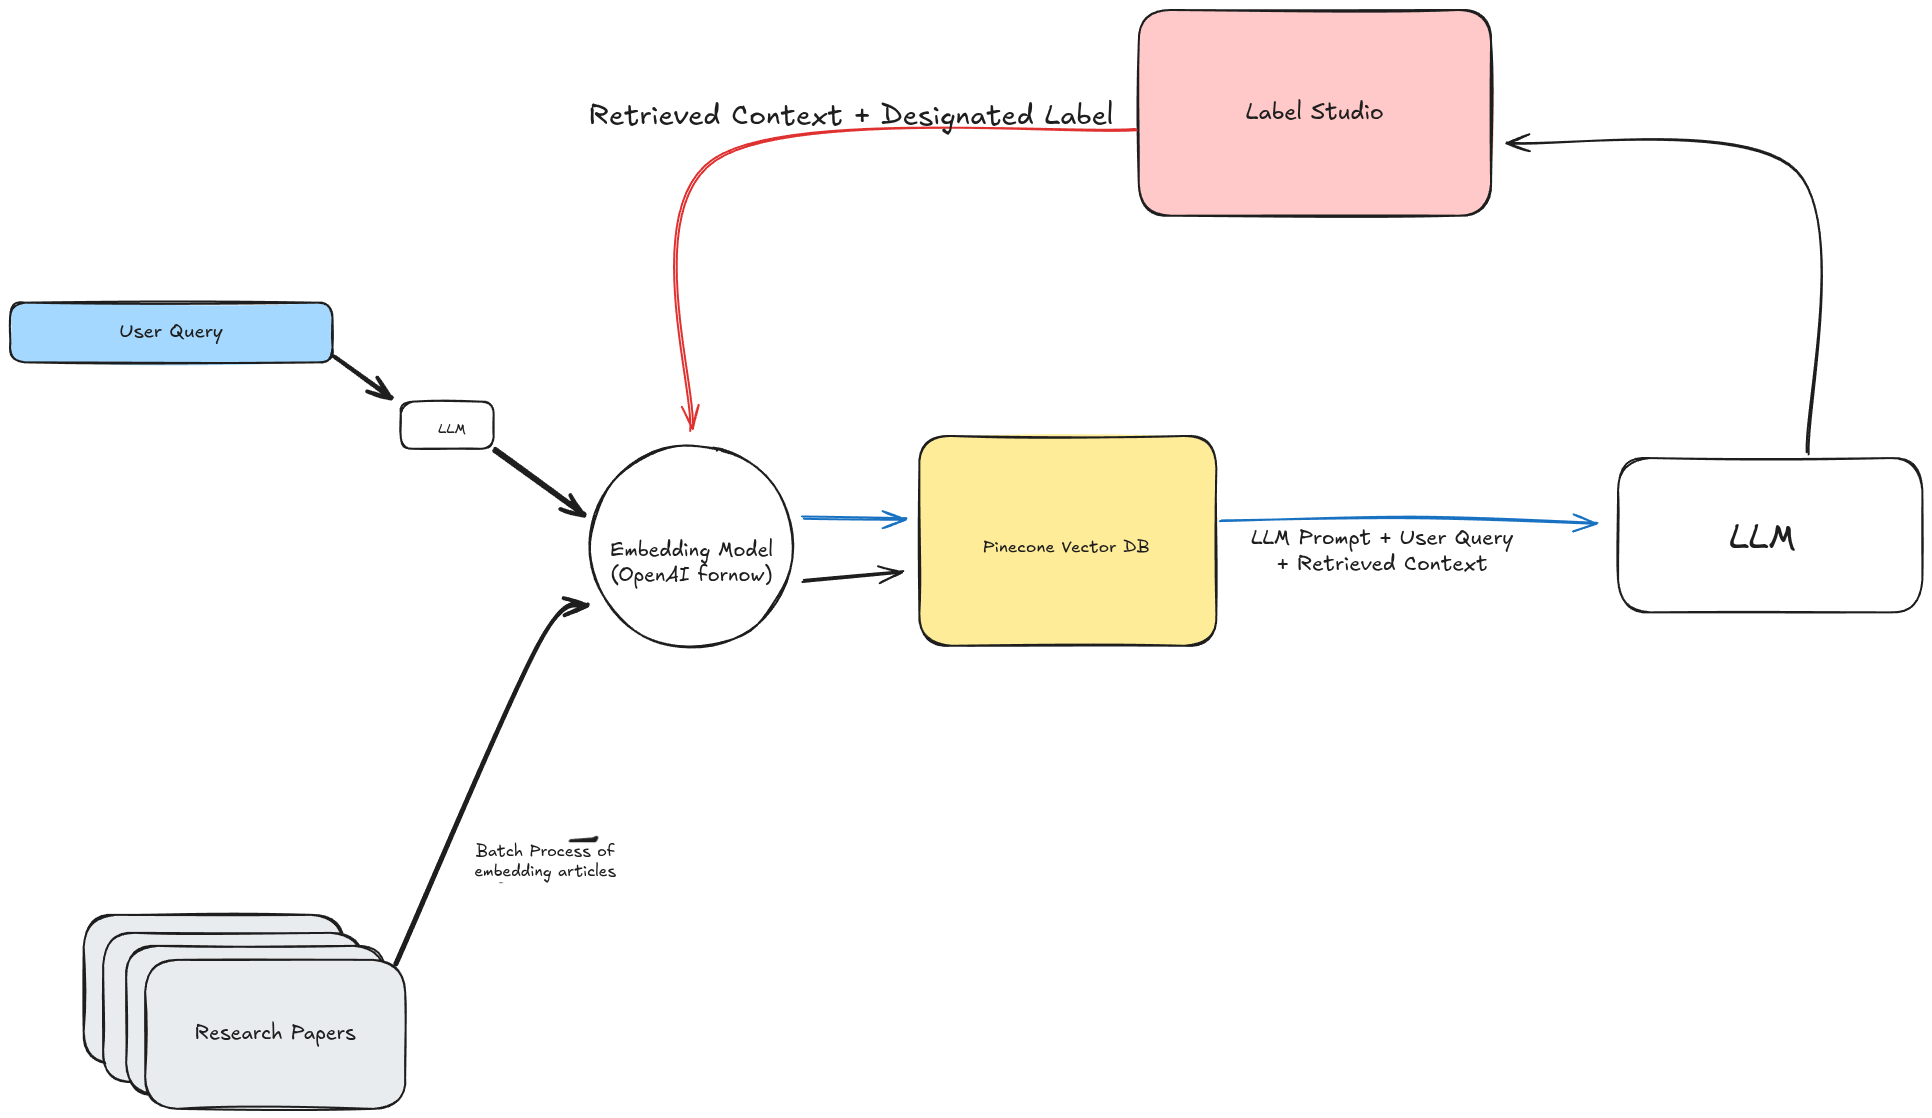 Label Studio
Retrieved Context + Designated Label
User Query
LLM
Embedding Model
(OpenAI fornow)
Pinecone Vector DB
LLM Prompt + User Query
+ Retrieved Context
LLM
Batch Process of
embedding articles
Research Papers